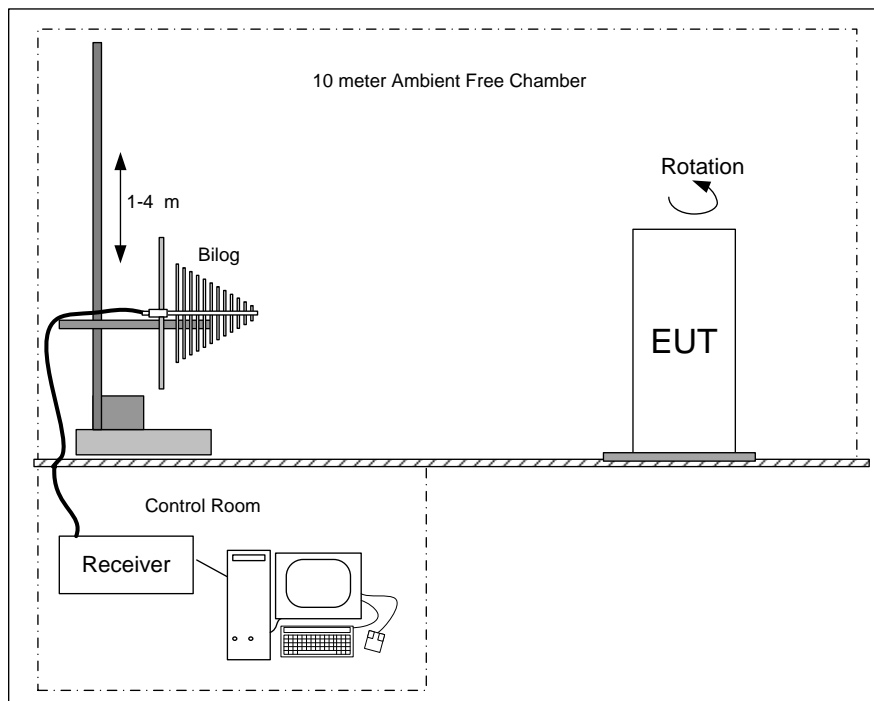 10 meter Ambient Free Chamber
Rotation
1-4 m
Bilog
EUT
Control Room
Receiver